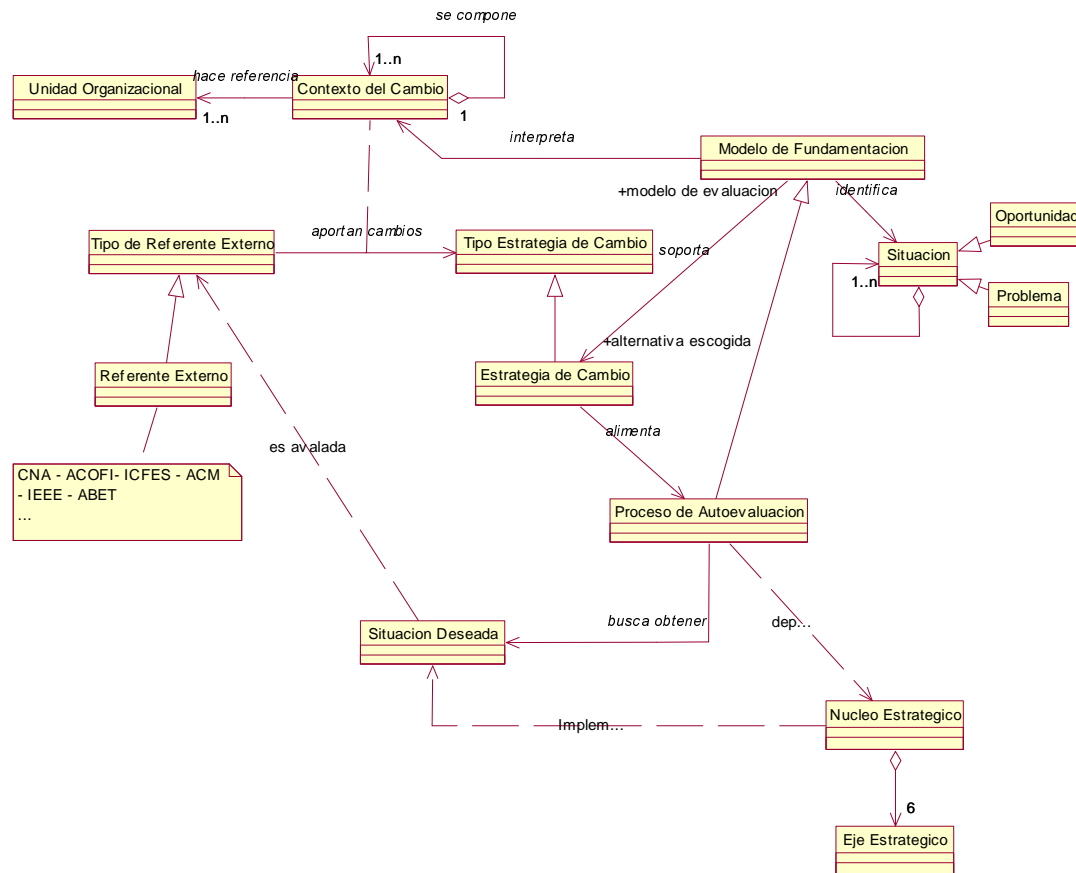 se compone
1..n
hace referencia
Unidad Organizacional
Contexto del Cambio
1..n
1
interpreta
Modelo de Fundamentacion
+modelo de evaluacion
identifica
Oportunidad
Tipo de Referente Externo
aportan cambios
Tipo Estrategia de Cambio
soporta
Situacion
1..n
Problema
+alternativa escogida
Referente Externo
Estrategia de Cambio
alimenta
es avalada
CNA - ACOFI- ICFES - ACM
- IEEE - ABET
...
Proceso de Autoevaluacion
Situacion Deseada
busca obtener
dep...
Nucleo Estrategico
Implem...
6
Eje Estrategico